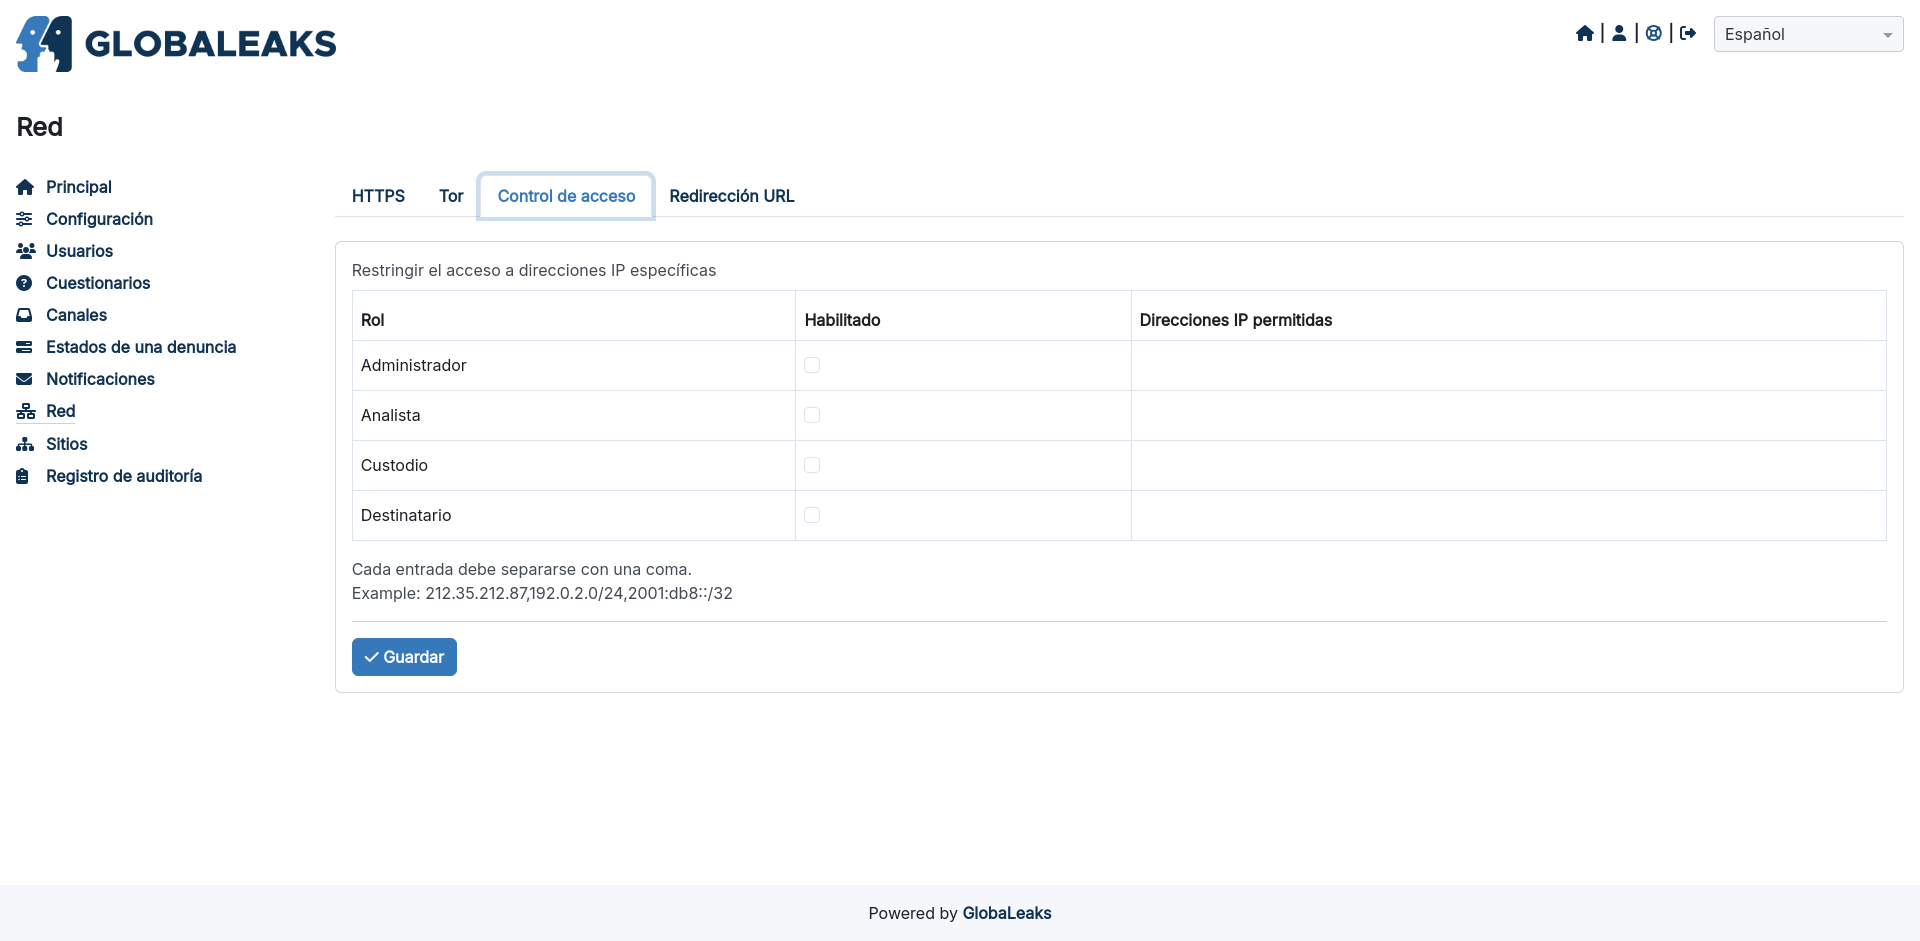 GLOBALEAKS
Español
Red
Principal
Configuración
Usuarios
Cuestionarios
Canales
Estados de una denuncia
Notificaciones
Red
Sitios
Registro de auditoría
HTTPS Tor Control de acceso Redirección URL
Restringir el acceso a direcciones IP específicas
Rol Habilitado Direcciones IP permitidas
Administrador
Analista
Custodio
Destinatario
Cada entrada debe separarse con una coma.
Example: 212.35.212.87,192.0.2.0/24,2001:db8::/32
Guardar
Powered by GlobaLeaks